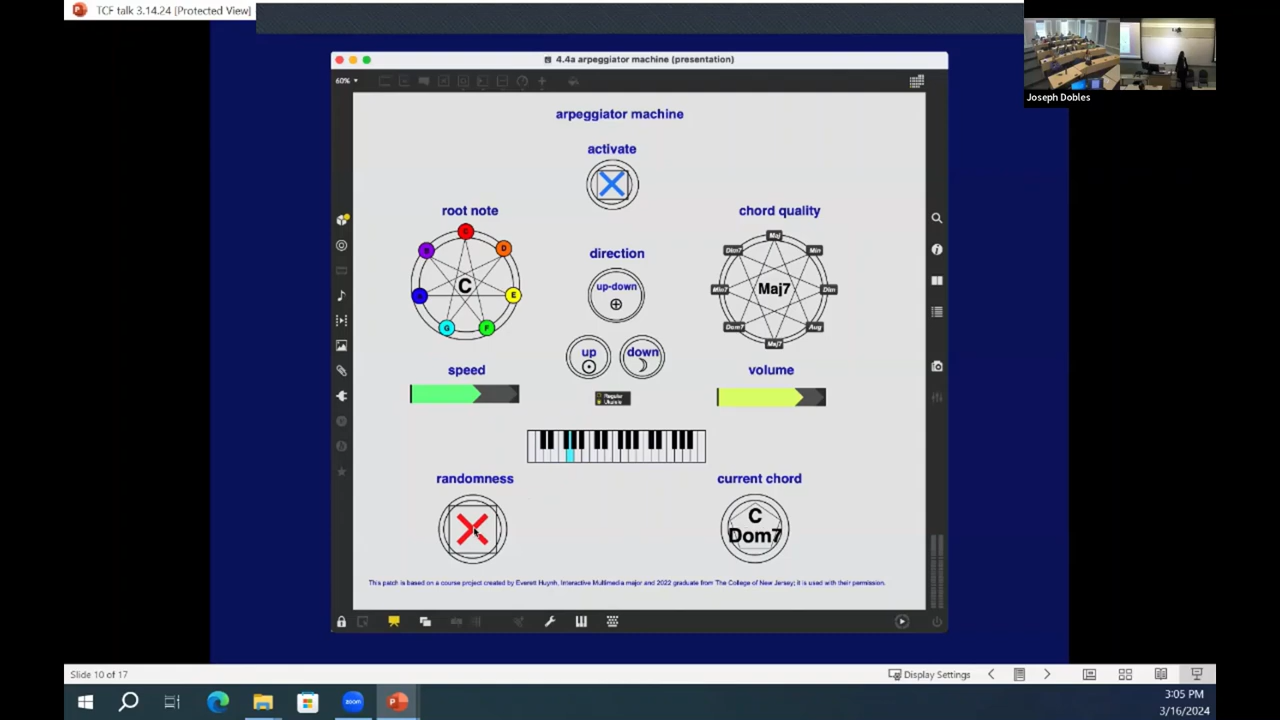 TCF talk 3.14.24 [Protected View]
Joseph Dobles
4.4a arpeggiator machine (presentation)
60%
arpeggiator machine
activate
root note
chord quality
C
D
E
F
G
C
direction
up-down
up
down
Maj
Min
Dim
Aug
Maj7
Dom7
Min7
Dim7
Maj7
speed
volume
Regular
Ukulele
randomness
current chord
C
Dom7
This patch is based on a course project created by Everett Huynh, Interactive Multimedia major and 2022 graduate from The College of New Jersey; it is used with their permission.
Slide 10 of 17
Display Settings
zoom
3:05 PM
3/16/2024